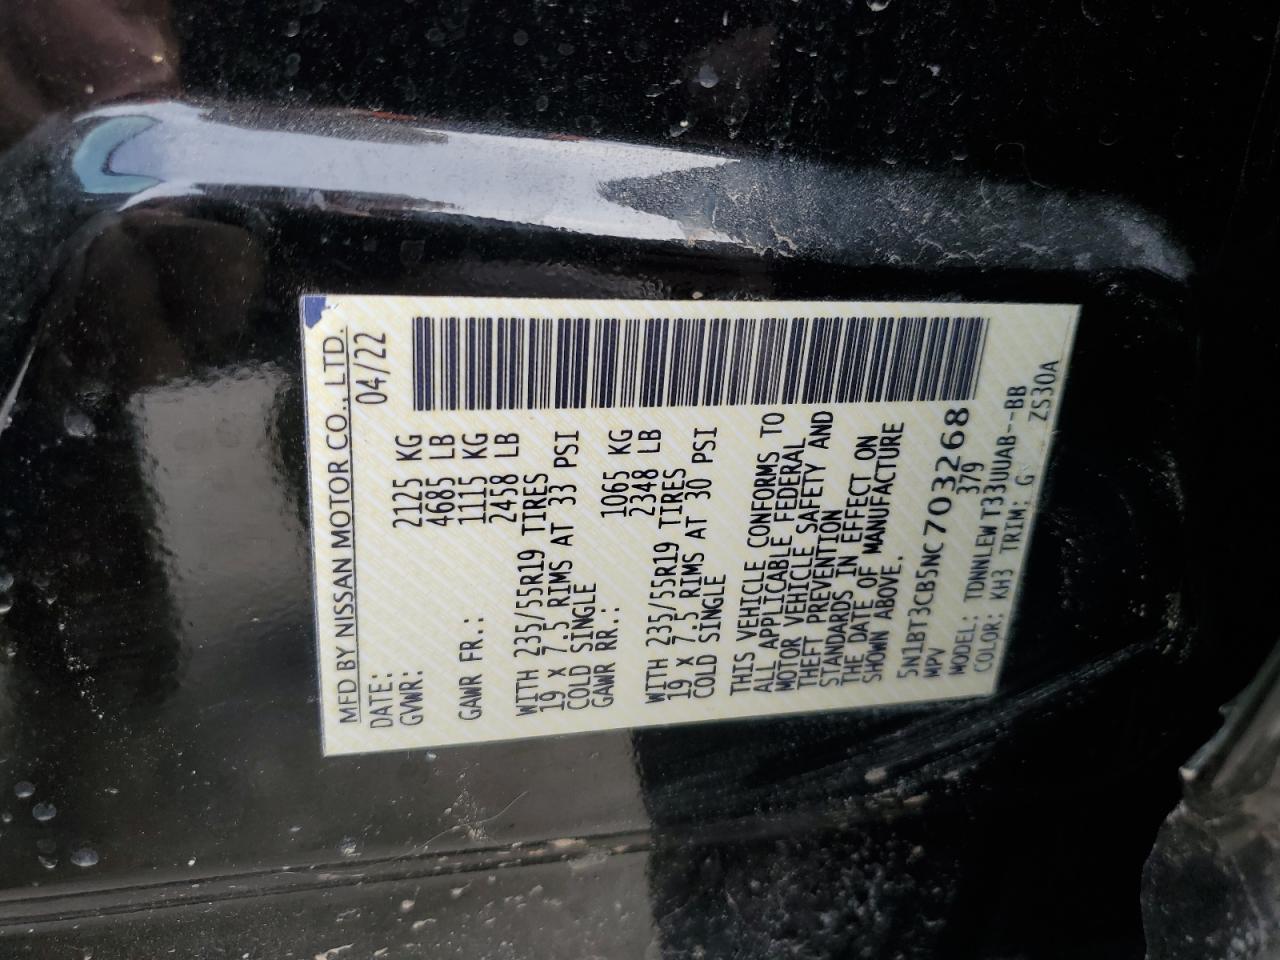 MFD BY NISSAN MOTOR CO., LTD.
DATE: 04/22
GVWR: 2125 KG
4685 LB
GAWR FR.: 1115 KG
2458 LB
WITH 235/55R19 TIRES
19 X 7.5 RIMS AT 33 PSI
COLD SINGLE
GAWR RR.: 1065 KG
2348 LB
WITH 235/55R19 TIRES
19 X 7.5 RIMS AT 30 PSI
COLD SINGLE
THIS VEHICLE CONFORMS TO
ALL APPLICABLE FEDERAL
MOTOR VEHICLE SAFETY AND
THEFT PREVENTION
STANDARDS IN EFFECT ON
THE DATE OF MANUFACTURE
SHOWN ABOVE.
5N1BT3CB5NC703268
MPV 379
MODEL: TDNNLEW T33UUAB--BB
COLOR: KH3 TRIM: G ZS30A